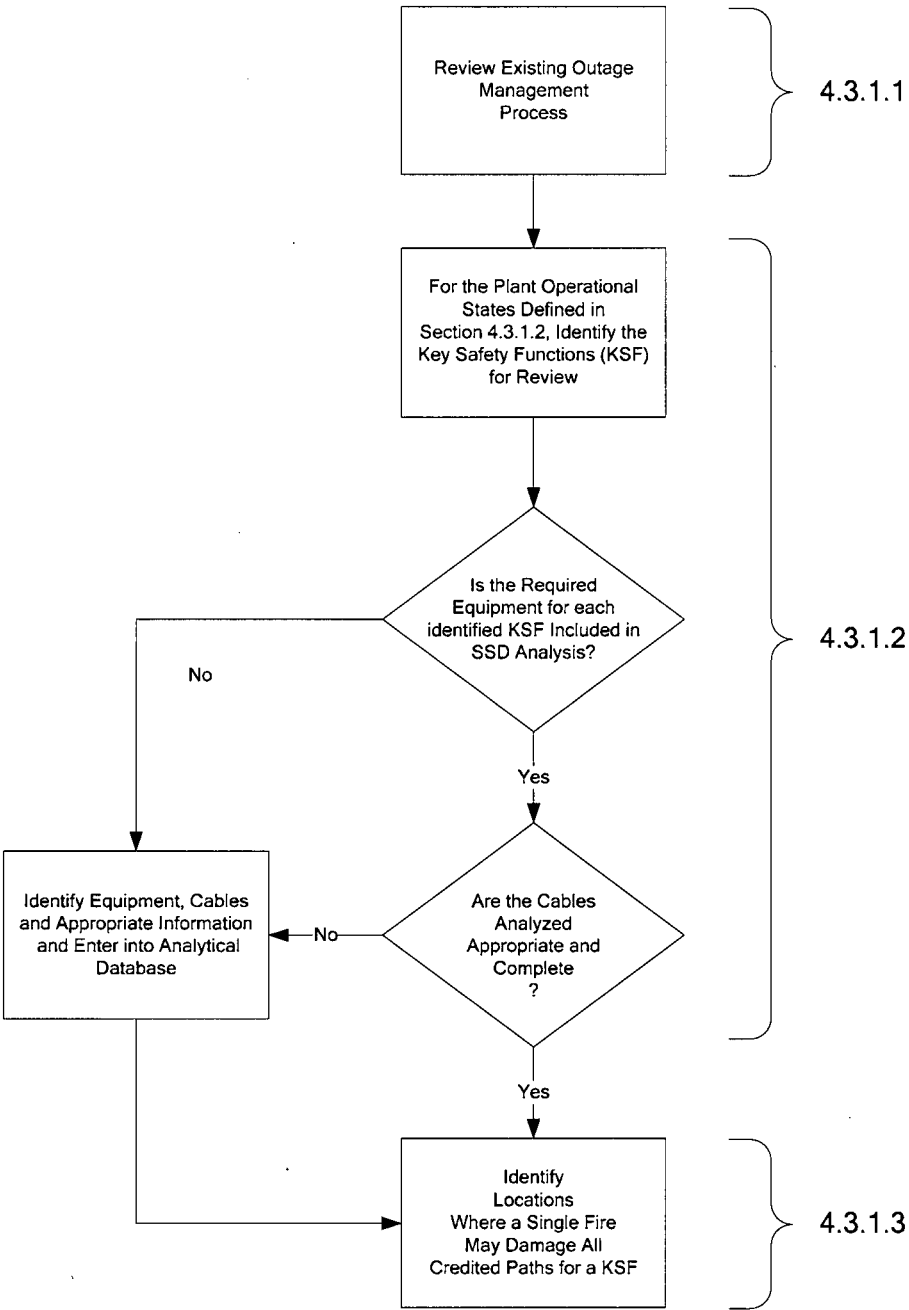 Review Existing Outage
Management
Process
4.3.1.1
For the Plant Operational
States Defined in
Section 4.3.1.2, Identify the
Key Safety Functions (KSF)
for Review
Is the Required
Equipment for each
identified KSF Included in
SSD Analysis?
4.3.1.2
No
Yes
Identify Equipment, Cables
and Appropriate Information
and Enter into Analytical
Database
No
Are the Cables
Analyzed
Appropriate and
Complete
?
Yes
Identify
Locations
Where a Single Fire
May Damage All
Credited Paths for a KSF
4.3.1.3